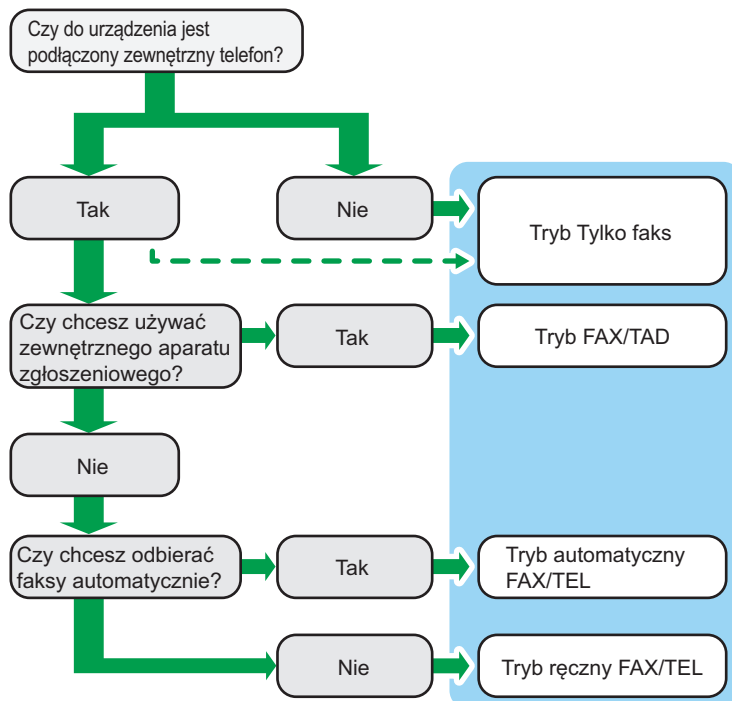 Czy do urządzenia jest
podłączony zewnętrzny telefon?
Tak
Nie
Tryb Tylko faks
Czy chcesz używać
zewnętrznego aparatu
zgłoszeniowego?
Tak
Tryb FAX/TAD
Nie
Czy chcesz odbierać
faksy automatycznie?
Tak
Tryb automatyczny
FAX/TEL
Nie
Tryb ręczny FAX/TEL